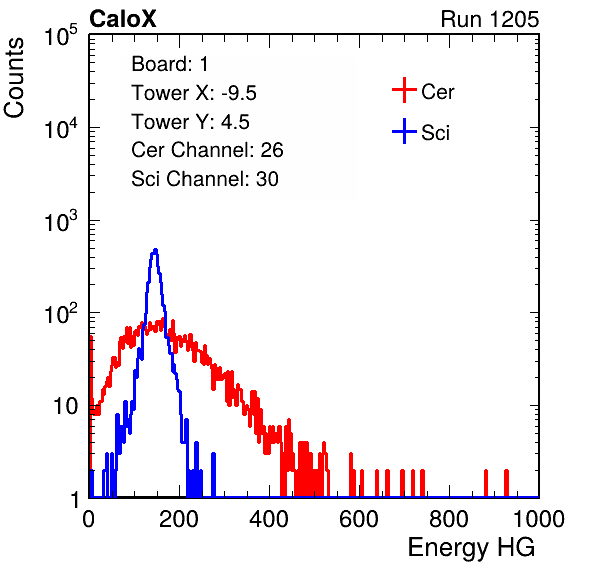 CaloX Run 1205
Counts
Board: 1
Tower X: -9.5
Tower Y: 4.5
Cer Channel: 26
Sci Channel: 30
Cer
Sci
10^5
10^4
10^3
10^2
10
1
0 200 400 600 800 1000
Energy HG